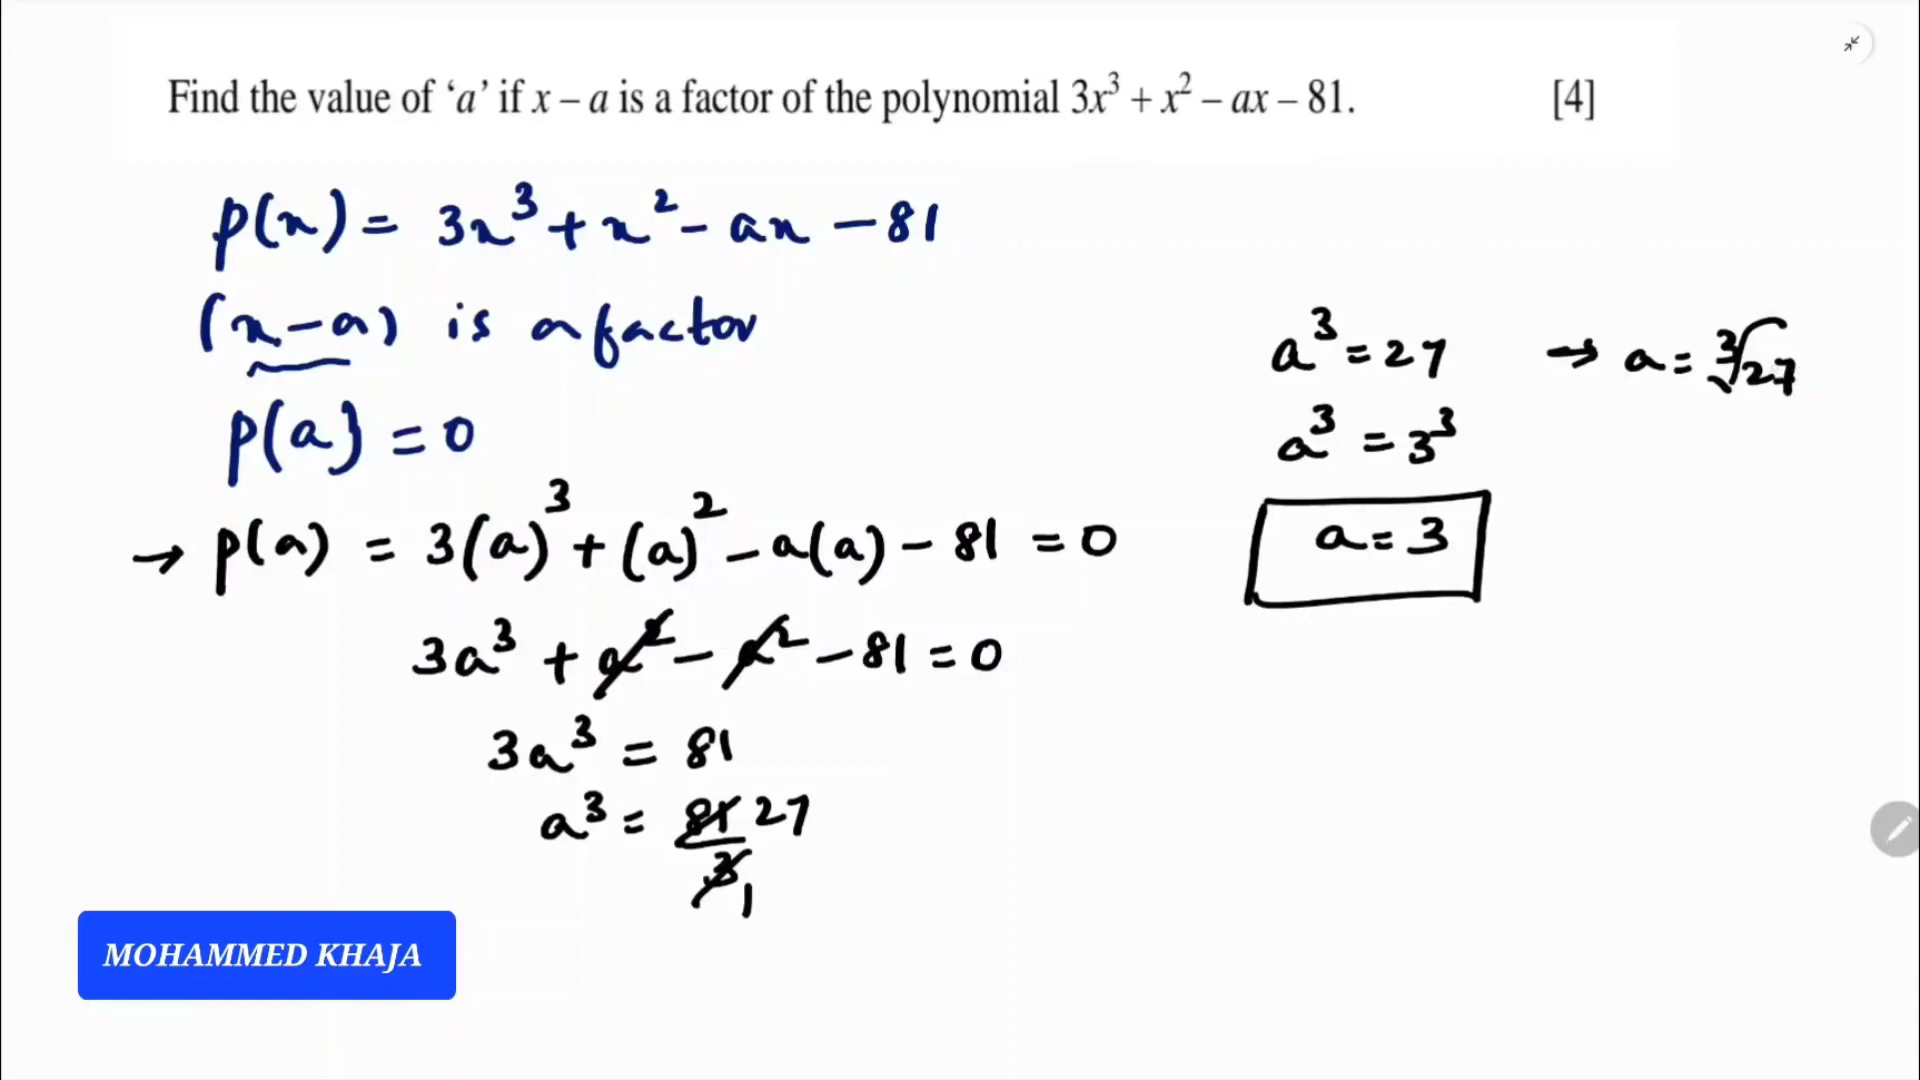 Find the value of ‘a’ if x – a is a factor of the polynomial 3x³ + x² – ax – 81. [4]
p(x) = 3x³ + x² - ax - 81
(x - a) is a factor
p(a) = 0
→ p(a) = 3(a)³ + (a)² - a(a) - 81 = 0
3a³ + a² - a² - 81 = 0
3a³ = 81
a³ = 81/3 27 1
a³ = 27 → a = ∛27
a³ = 3³
a = 3
MOHAMMED KHAJA